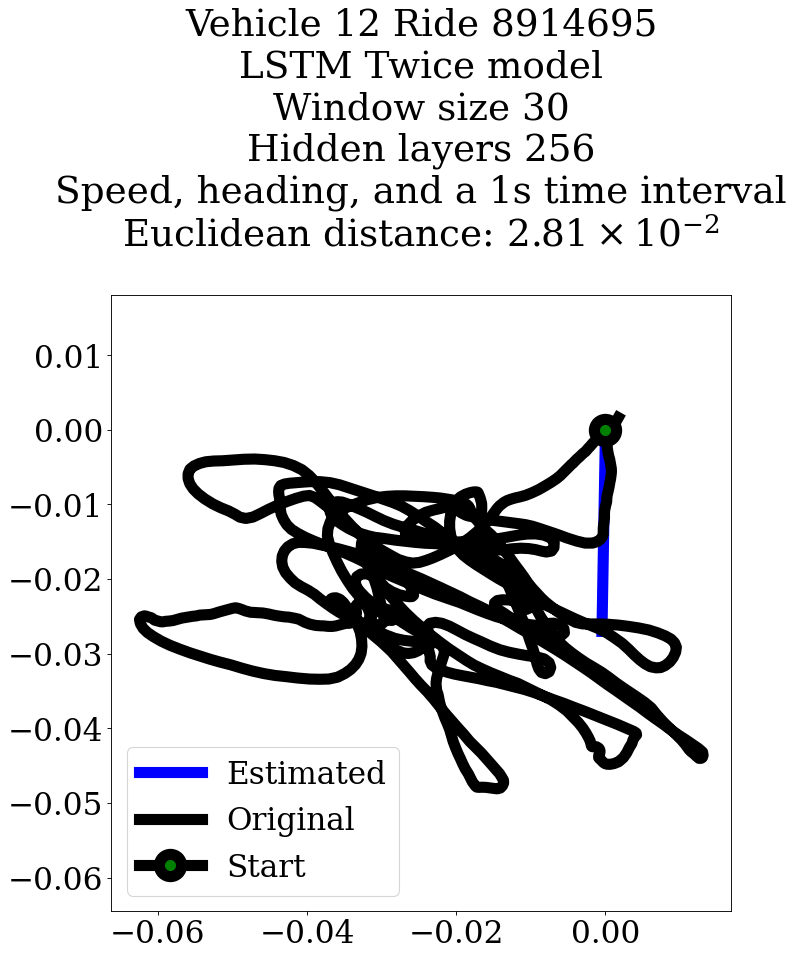 Vehicle 12 Ride 8914695
LSTM Twice model
Window size 30
Hidden layers 256
Speed, heading, and a 1s time interval
Euclidean distance: 2.81 × 10⁻²
0.01
0.00
−0.01
−0.02
−0.03
−0.04
−0.05
−0.06
Estimated
Original
Start
−0.06 −0.04 −0.02 0.00